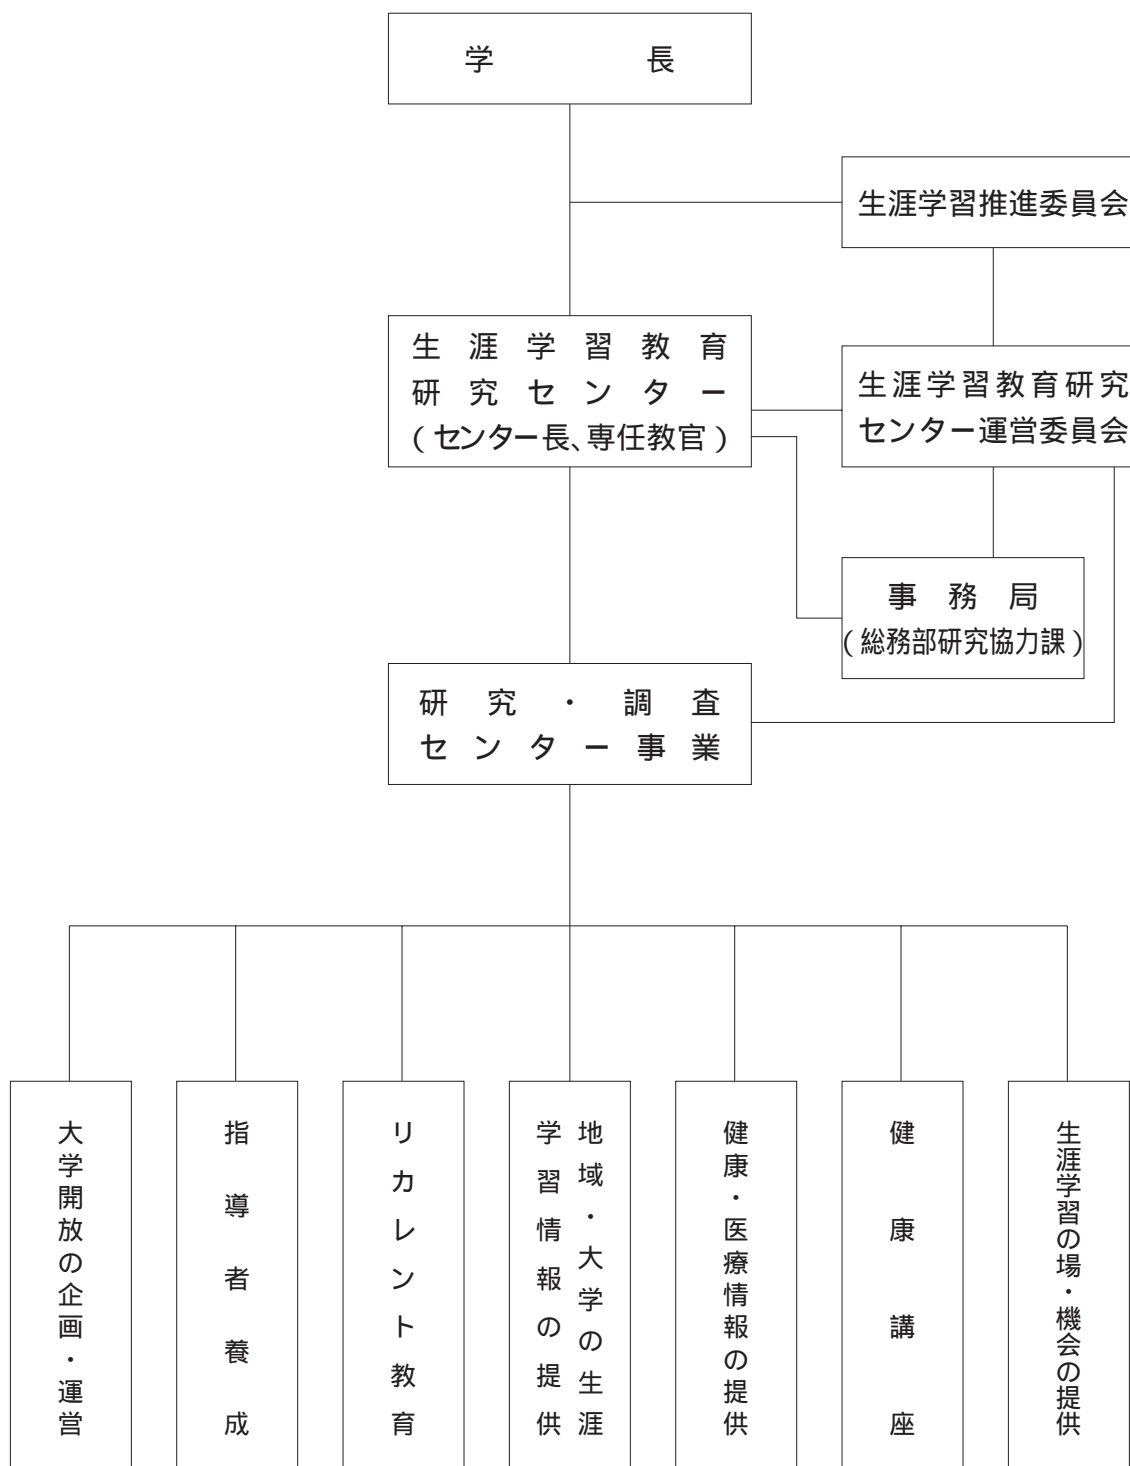 学長
生涯学習推進委員会
生涯学習教育
研究センター
(センター長、専任教官)
生涯学習教育研究
センター運営委員会
事務局
(総務部研究協力課)
研究・調査
センター事業
大学開放の企画・運営
指導者養成
リカレント教育
地域・大学の生涯
学習情報の提供
健康・医療情報の提供
健康講座
生涯学習の場・機会の提供